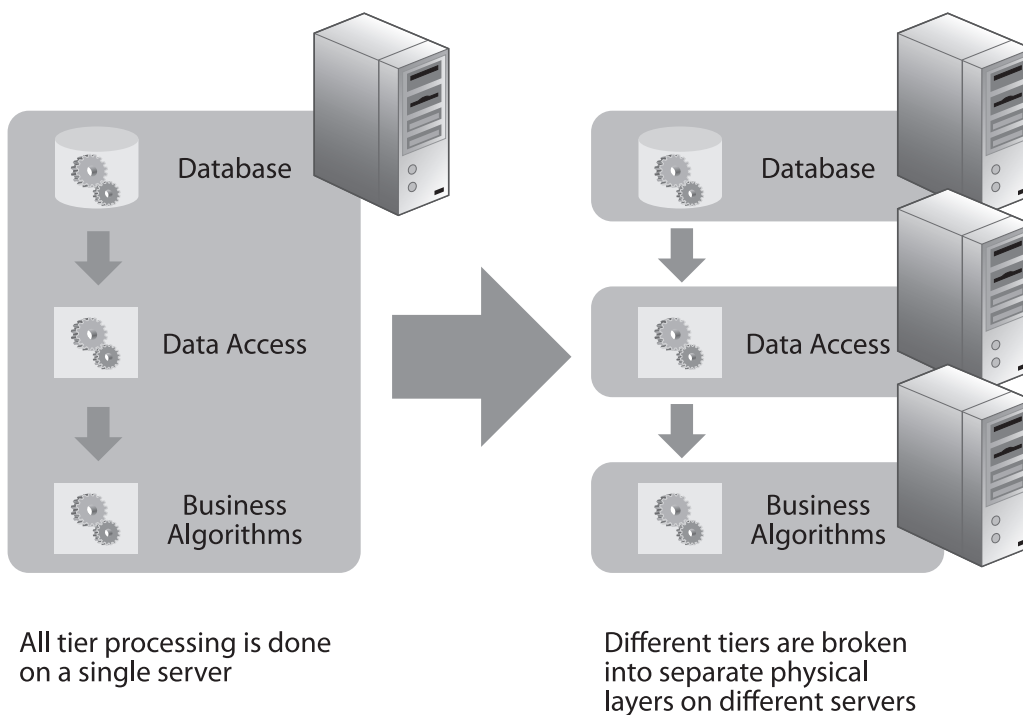 Database
Data Access
Business
Algorithms
All tier processing is done
on a single server
Database
Data Access
Business
Algorithms
Different tiers are broken
into separate physical
layers on different servers